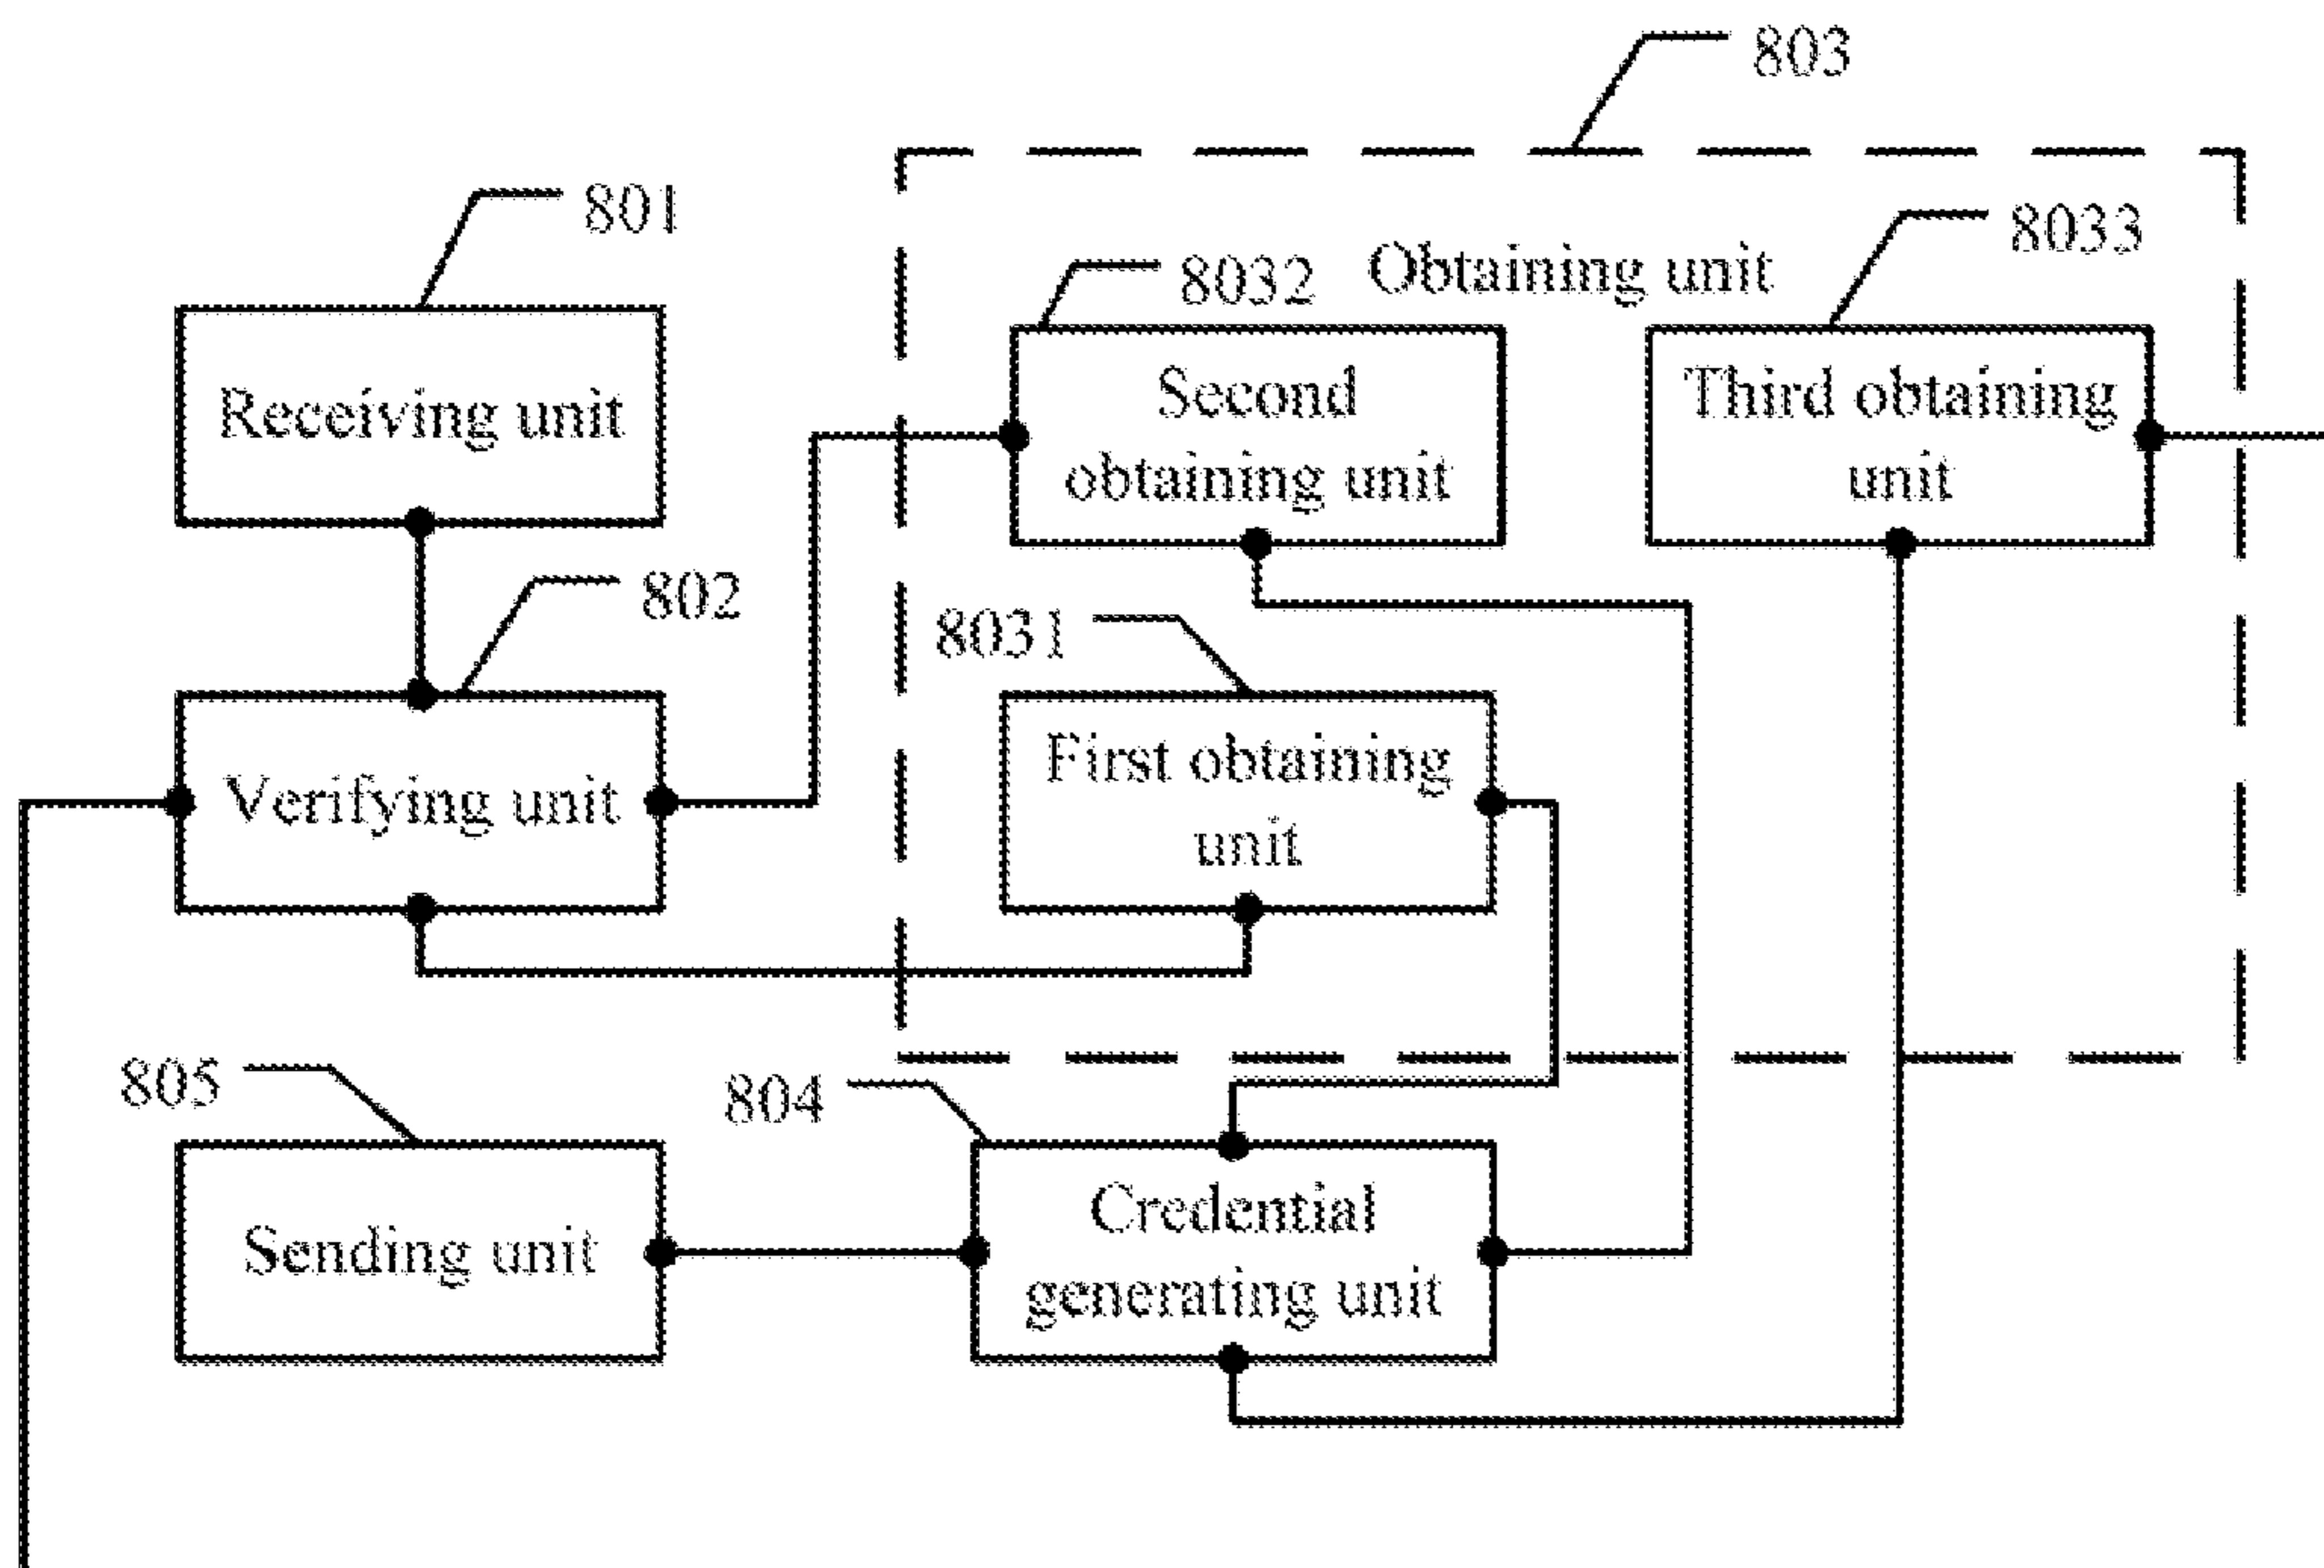 803
801
8033
8032
Obtaining unit
Receiving unit
Second
obtaining unit
Third obtaining
unit
802
8031
Verifying unit
First obtaining
unit
805
804
Sending unit
Credential
generating unit